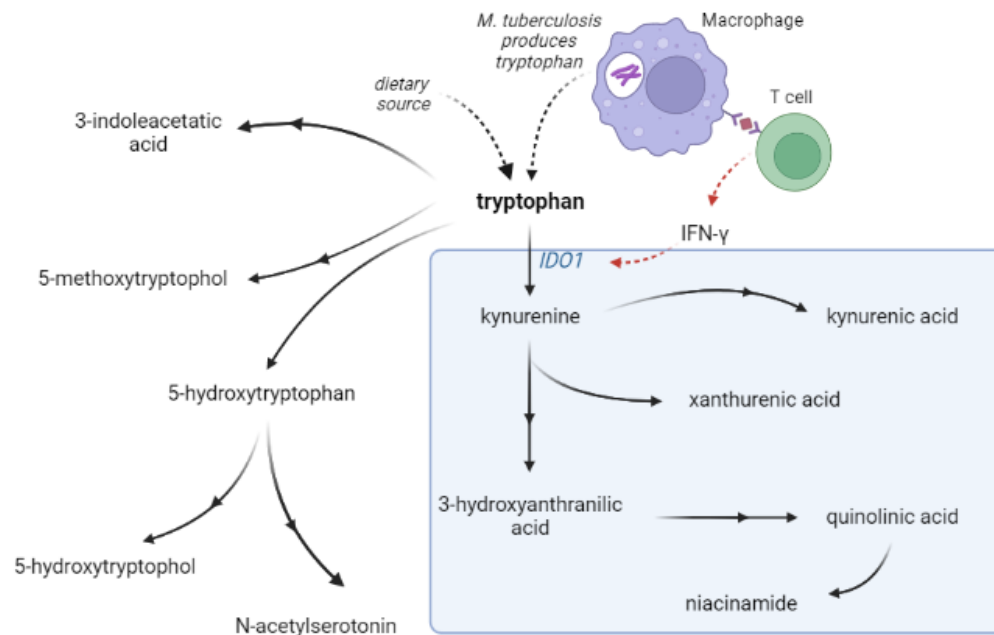 M. tuberculosis
produces
tryptophan
Macrophage
dietary
source
T cell
3-indoleacetatic
acid
tryptophan
IFN-γ
IDO1
5-methoxytryptophol
kynurenine
kynurenic acid
5-hydroxytryptophan
xanthurenic acid
3-hydroxyanthranilic
acid
quinolinic acid
5-hydroxytryptophol
niacinamide
N-acetylserotonin